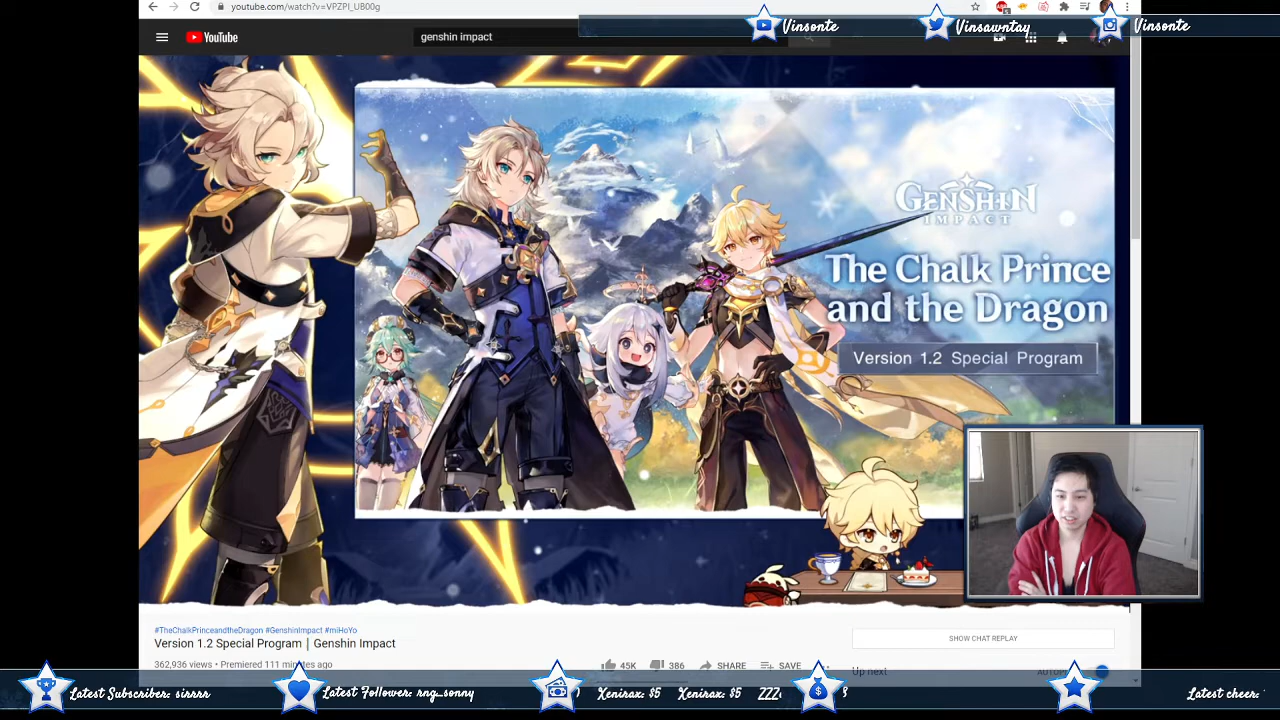 youtube.com/watch?v=VPZPI_U800g
Vinsonte
Vinsawntay
Vinsonte
YouTube
genshin impact
GENSHIN
IMPACT
The Chalk Prince
and the Dragon
Version 1.2 Special Program
#TheChalkPrinceandtheDragon #GenshinImpact #miHoYo
Version 1.2 Special Program | Genshin Impact
362,936 views • Premiered 111 minutes ago
45K
386
SHARE
SAVE
SHOW CHAT REPLAY
Up next
Latest Subscriber: sirrrr
Latest Follower: rng_sonny
Xenirax: $5
Xenirax: $5
Latest cheer: